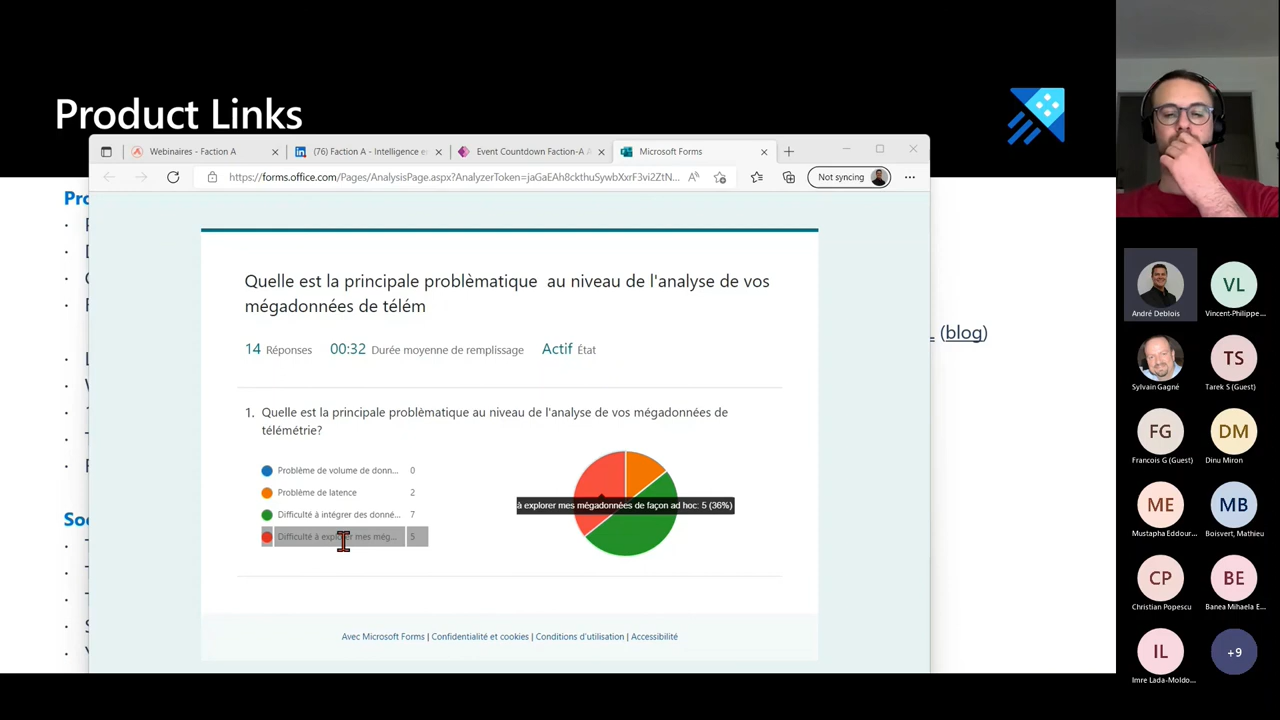 Product Links
Webinaires - Faction A
(76) Faction A - Intelligence e
Event Countdown Faction-A A
Microsoft Forms
https://forms.office.com/Pages/AnalysisPage.aspx?AnalyzerToken=jaGaEAh8ckthuSywbXxrF3vi2ZtN...
Not syncing
Quelle est la principale problèmatique au niveau de l'analyse de vos
mégadonnées de télém
14 Réponses 00:32 Durée moyenne de remplissage Actif État
1. Quelle est la principale problèmatique au niveau de l'analyse de vos mégadonnées de
télémétrie?
Problème de volume de donn... 0
Problème de latence 2
Difficulté à intégrer des donné... 7
Difficulté à explorer mes még... 5
à explorer mes mégadonnées de façon ad hoc: 5 (36%)
Avec Microsoft Forms | Confidentialité et cookies | Conditions d'utilisation | Accessibilité
(blog)
André Deblois
VL
Vincent-Philippe...
Sylvain Gagné
TS
Tarek S (Guest)
FG
Francois G (Guest)
DM
Dinu Miron
ME
Mustapha Eddour...
MB
Boisvert, Mathieu
CP
Christian Popescu
BE
Banea Mihaela E...
IL
Imre Lada-Moldo...
+9